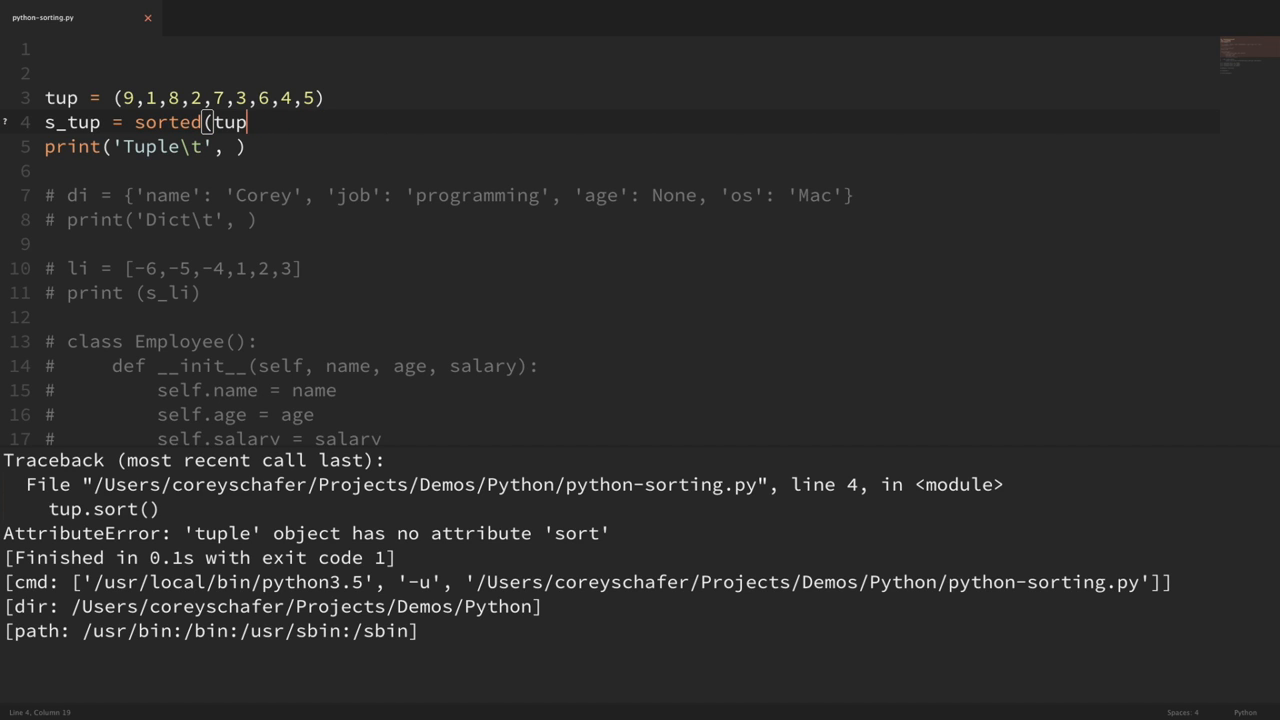 python-sorting.py ×
1
2
3 tup = (9,1,8,2,7,3,6,4,5)
? 4 s_tup = sorted(tup
5 print('Tuple\t', )
6
7 # di = {'name': 'Corey', 'job': 'programming', 'age': None, 'os': 'Mac'}
8 # print('Dict\t', )
9
10 # li = [-6,-5,-4,1,2,3]
11 # print (s_li)
12
13 # class Employee():
14 #     def __init__(self, name, age, salary):
15 #         self.name = name
16 #         self.age = age
17 #         self.salary = salary
Traceback (most recent call last):
  File "/Users/coreyschafer/Projects/Demos/Python/python-sorting.py", line 4, in <module>
    tup.sort()
AttributeError: 'tuple' object has no attribute 'sort'
[Finished in 0.1s with exit code 1]
[cmd: ['/usr/local/bin/python3.5', '-u', '/Users/coreyschafer/Projects/Demos/Python/python-sorting.py']]
[dir: /Users/coreyschafer/Projects/Demos/Python]
[path: /usr/bin:/bin:/usr/sbin:/sbin]
Line 4, Column 19 Spaces: 4 Python